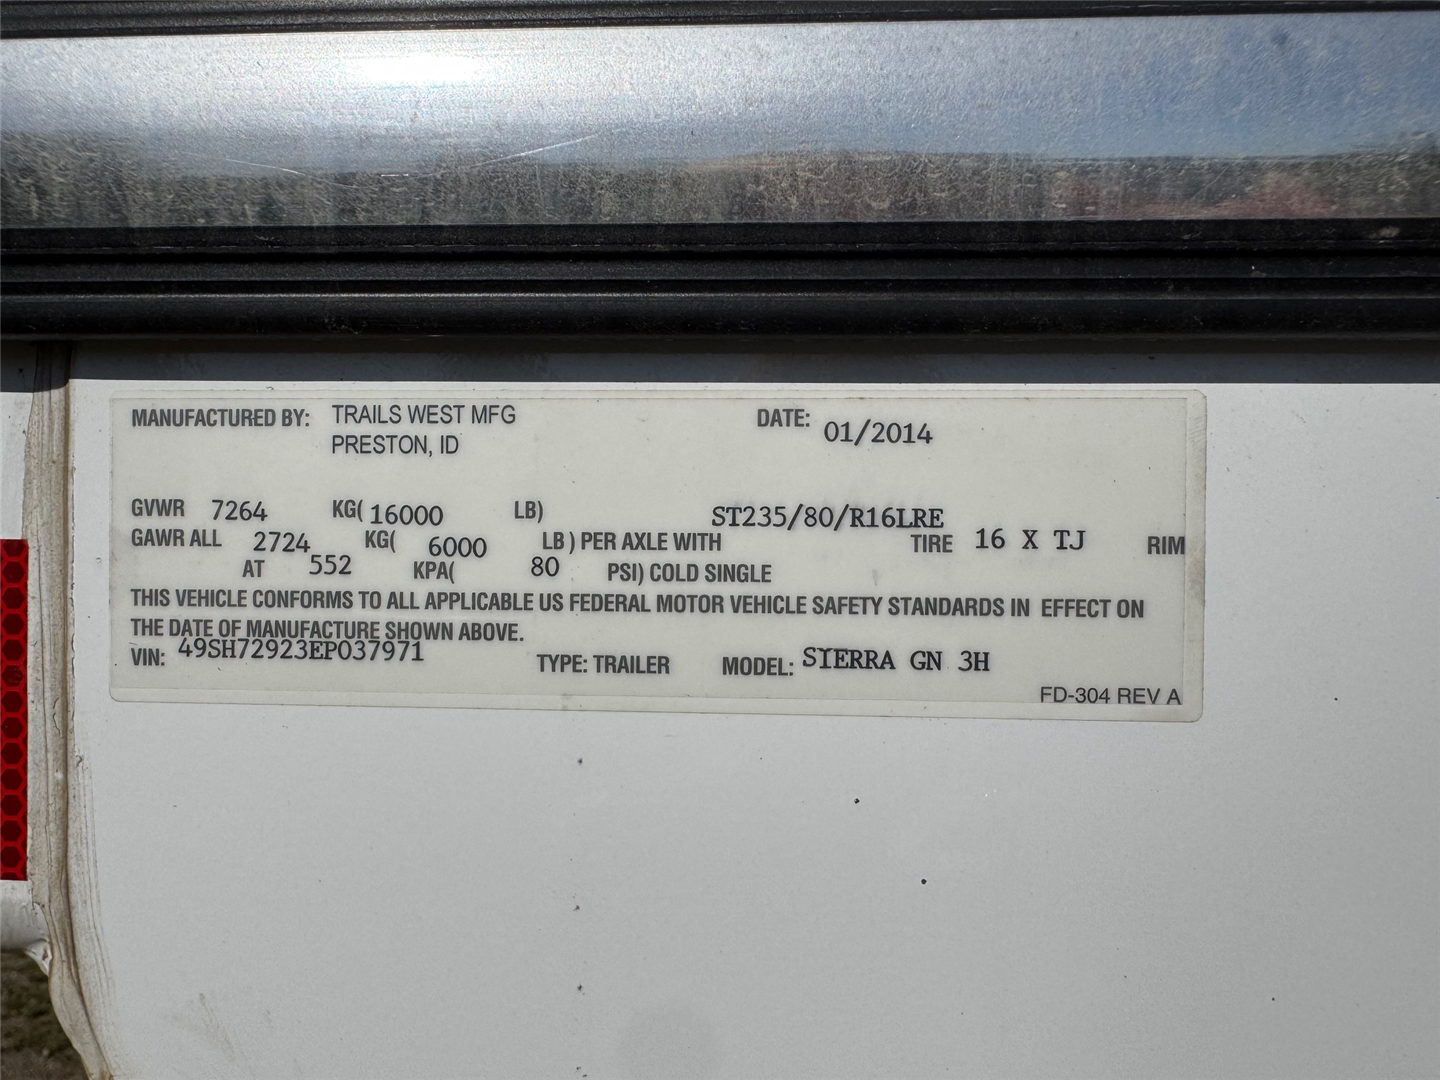 MANUFACTURED BY: TRAILS WEST MFG DATE: 01/2014
PRESTON, ID
GVWR 7264 KG( 16000 LB) ST235/80/R16LRE
GAWR ALL 2724 KG( 6000 LB ) PER AXLE WITH TIRE 16 X TJ RIM
AT 552 KPA( 80 PSI) COLD SINGLE
THIS VEHICLE CONFORMS TO ALL APPLICABLE US FEDERAL MOTOR VEHICLE SAFETY STANDARDS IN EFFECT ON
THE DATE OF MANUFACTURE SHOWN ABOVE.
VIN: 49SH72923EP037971 TYPE: TRAILER MODEL: SIERRA GN 3H
FD-304 REV A